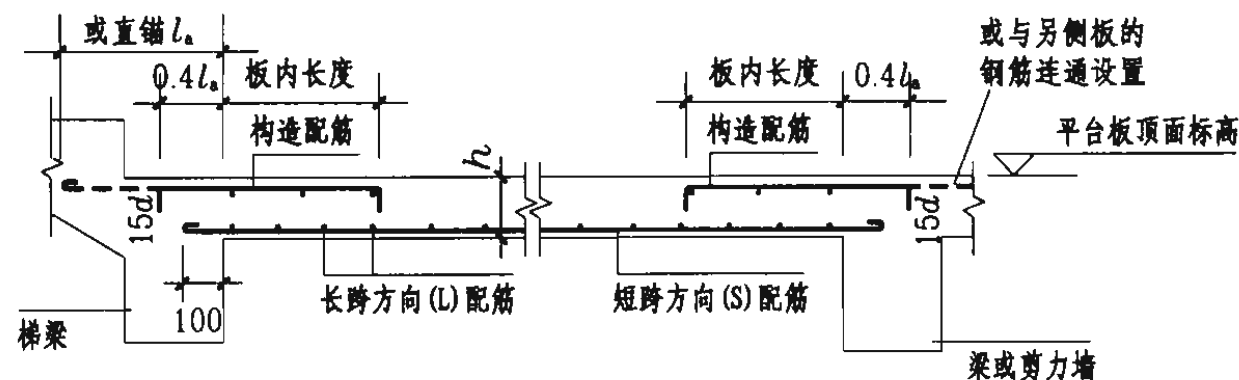 或直锚la
或与另侧板的
钢筋连通设置
0.4la 板内长度
板内长度 0.4la
构造配筋
构造配筋
平台板顶面标高
h
15d
15d
长跨方向(L)配筋
短跨方向(S)配筋
100
梯梁
梁或剪力墙